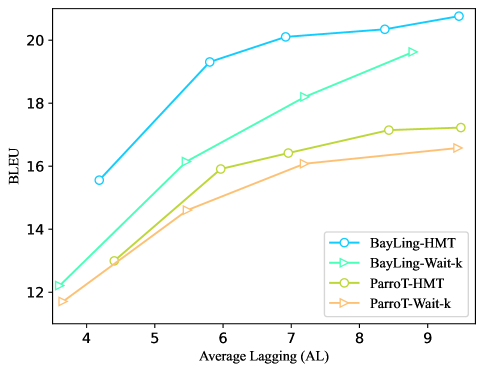 20
18
16
14
12
BLEU
4
5
6
7
8
9
Average Lagging (AL)
BayLing-HMT
BayLing-Wait-k
ParroT-HMT
ParroT-Wait-k